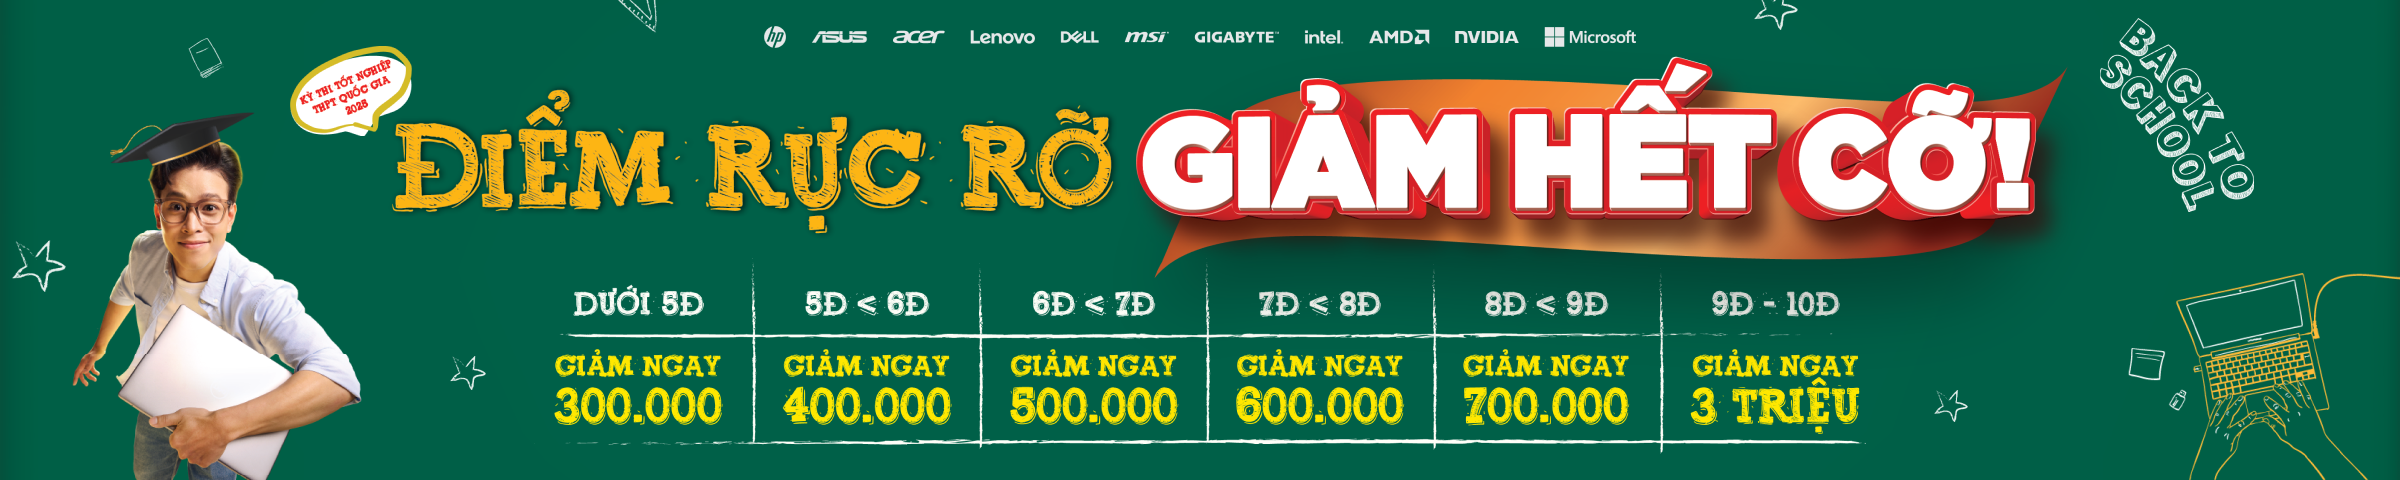 hp ASUS acer Lenovo DELL msi GIGABYTE intel. AMD NVIDIA Microsoft
KỲ THI TỐT NGHIỆP
THPT QUỐC GIA
2025
ĐIỂM RỰC RỠ GIẢM HẾT CỠ!
BACK TO
SCHOOL
DƯỚI 5Đ
5Đ < 6Đ
6Đ < 7Đ
7Đ < 8Đ
8Đ < 9Đ
9Đ - 10Đ
GIẢM NGAY
300.000
GIẢM NGAY
400.000
GIẢM NGAY
500.000
GIẢM NGAY
600.000
GIẢM NGAY
700.000
GIẢM NGAY
3 TRIỆU